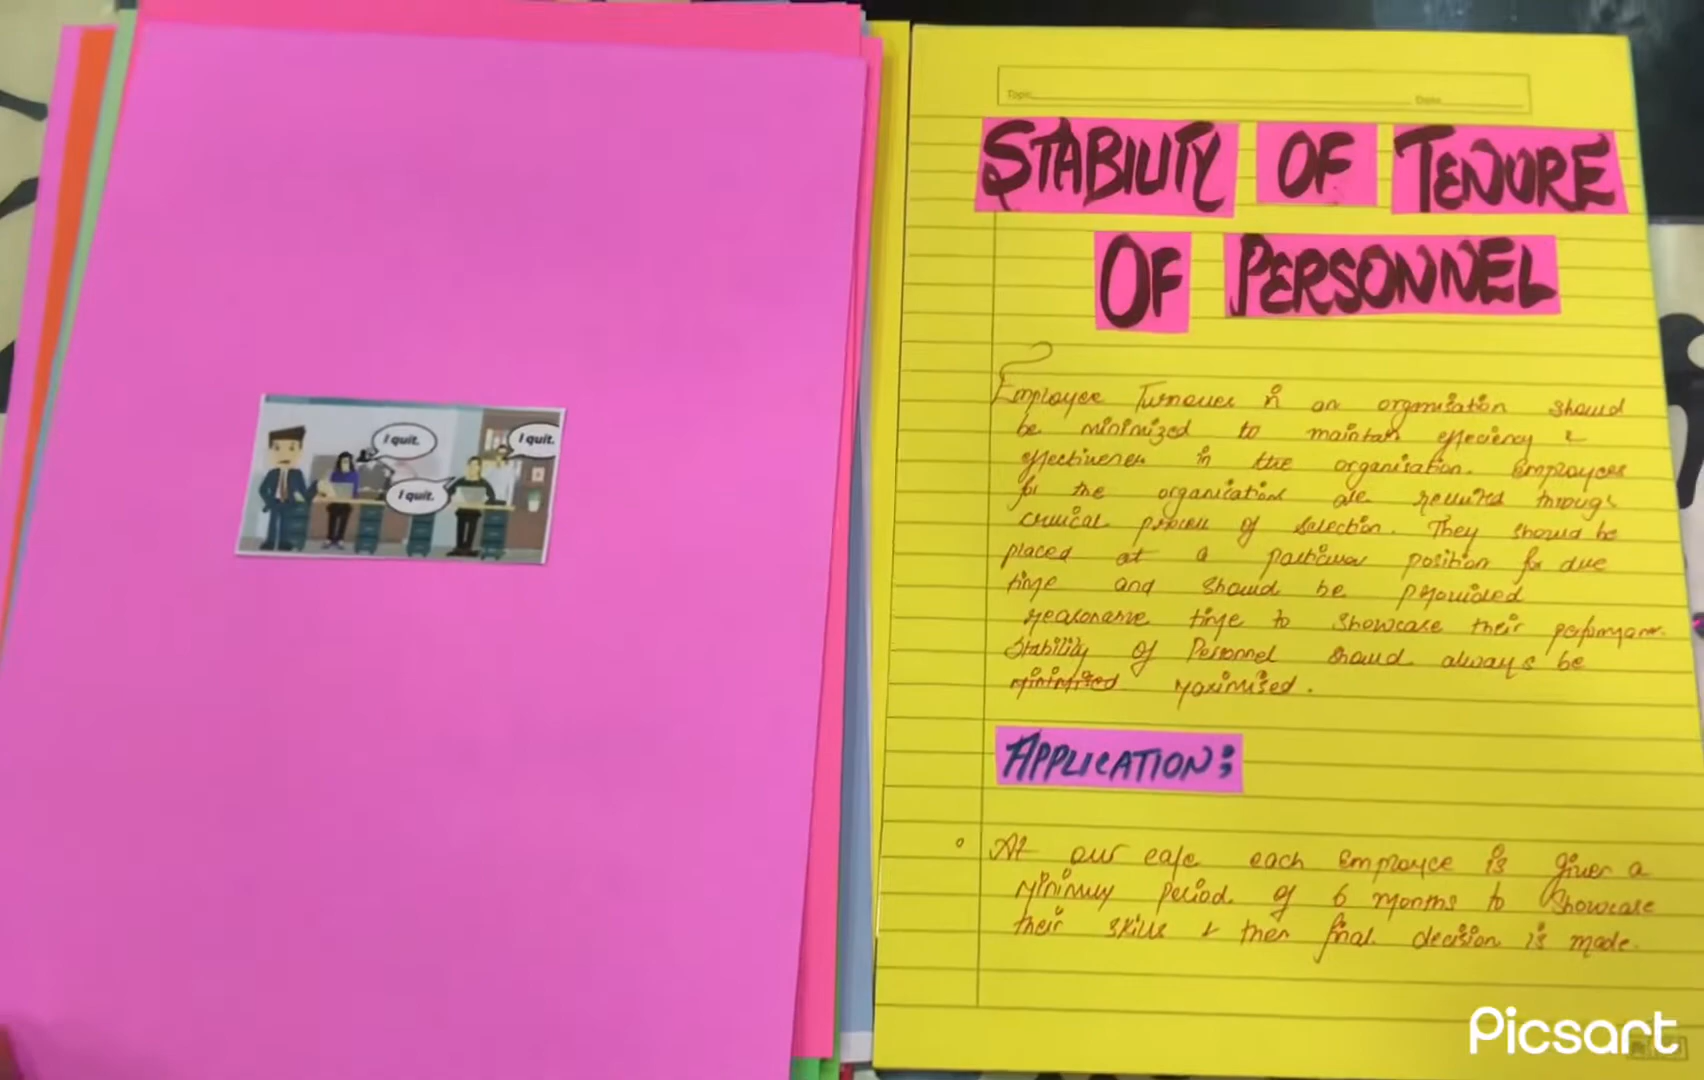 I quit.
I quit.
I quit.
Topic
Date
STABILITY OF TENURE
OF PERSONNEL
Employee Turnover in an organisation should
be minimized to maintain efficiency &
effectiveness in the organisation. Employees
for the organisation are recruited through
crucial process of selection. They should be
placed at a particular position for due
time and should be provided
reasonable time to showcase their performance.
Stability of Personnel should always be
minimised maximised.
APPLICATION:
At our cafe each employee is given a
minimum period of 6 months to showcase
their skills & then final decision is made.
Picsart